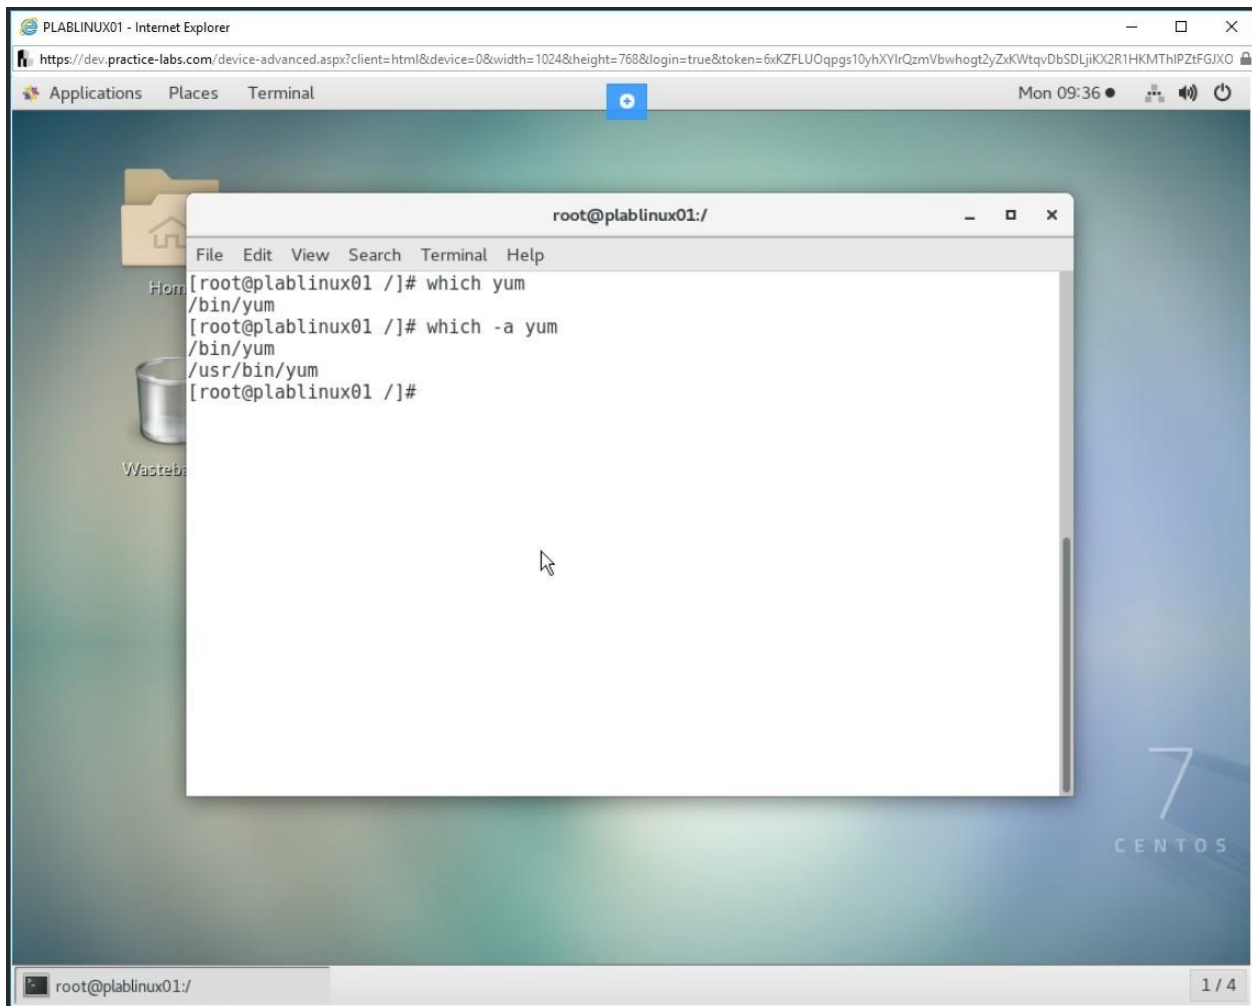 PLABLINUX01 - Internet Explorer
https://dev.practice-labs.com/device-advanced.aspx?client=html&device=0&width=1024&height=768&login=true&token=
Applications Places Terminal Mon 09:36
Home
root@plablinux01:/
File Edit View Search Terminal Help
[root@plablinux01 /]# which yum
/bin/yum
[root@plablinux01 /]# which -a yum
/bin/yum
/usr/bin/yum
[root@plablinux01 /]#
7
CENTOS
root@plablinux01:/ 1 / 4